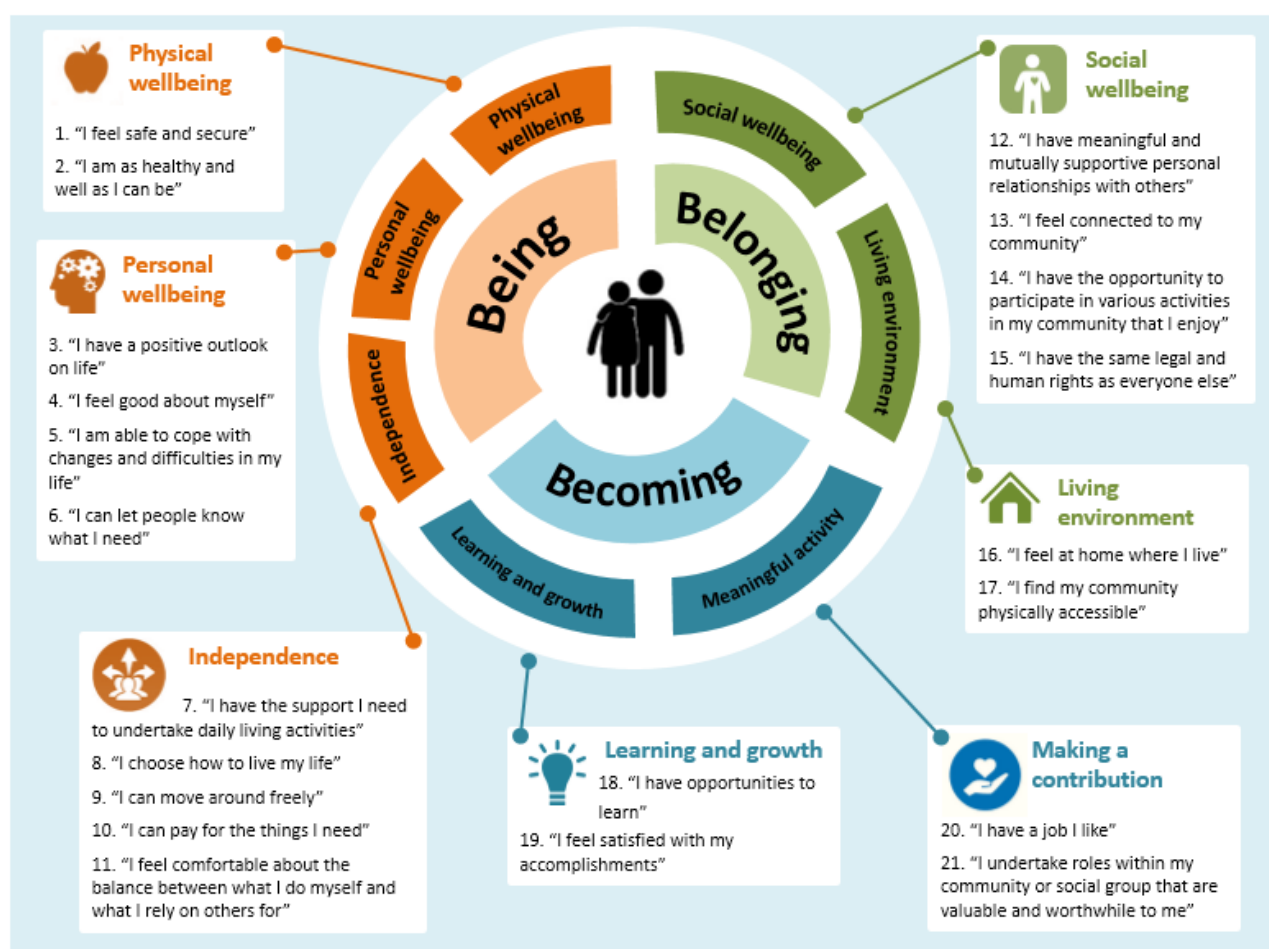 Physical
wellbeing
1. “I feel safe and secure”
2. “I am as healthy and
well as I can be”
Personal
wellbeing
3. “I have a positive outlook
on life”
4. “I feel good about myself”
5. “I am able to cope with
changes and difficulties in my
life”
6. “I can let people know
what I need”
Independence
7. “I have the support I need
to undertake daily living activities”
8. “I choose how to live my life”
9. “I can move around freely”
10. “I can pay for the things I need”
11. “I feel comfortable about the
balance between what I do myself and
what I rely on others for”
Physical
wellbeing
Personal
wellbeing
Independence
Being
Social wellbeing
Living environment
Belonging
Becoming
Learning and growth
Meaningful activity
Learning and growth
18. “I have opportunities to
learn”
19. “I feel satisfied with my
accomplishments”
Social
wellbeing
12. “I have meaningful and
mutually supportive personal
relationships with others”
13. “I feel connected to my
community”
14. “I have the opportunity to
participate in various activities
in my community that I enjoy”
15. “I have the same legal and
human rights as everyone else”
Living
environment
16. “I feel at home where I live”
17. “I find my community
physically accessible”
Making a
contribution
20. “I have a job I like”
21. “I undertake roles within my
community or social group that are
valuable and worthwhile to me”